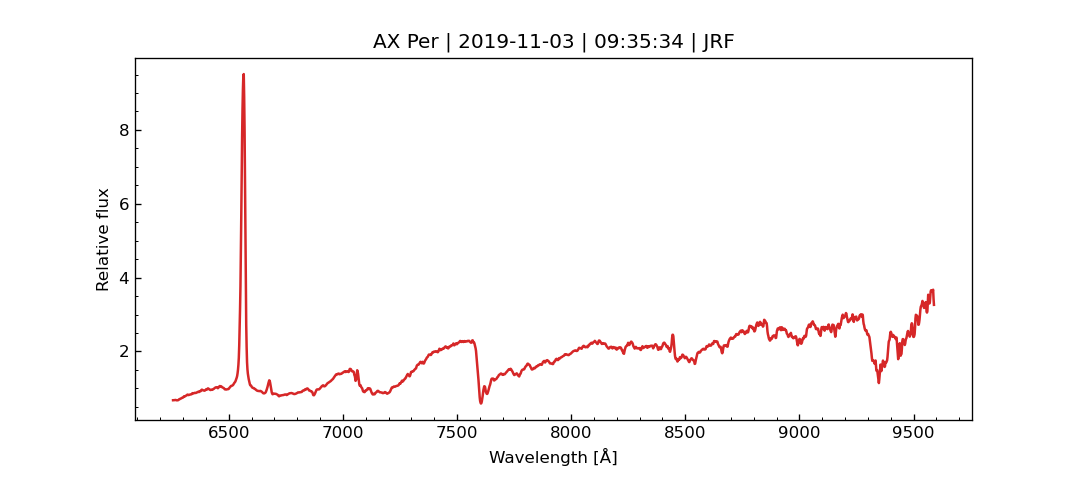 AX Per | 2019-11-03 | 09:35:34 | JRF
8
6
4
2
Relative flux
6500 7000 7500 8000 8500 9000 9500
Wavelength [Å]